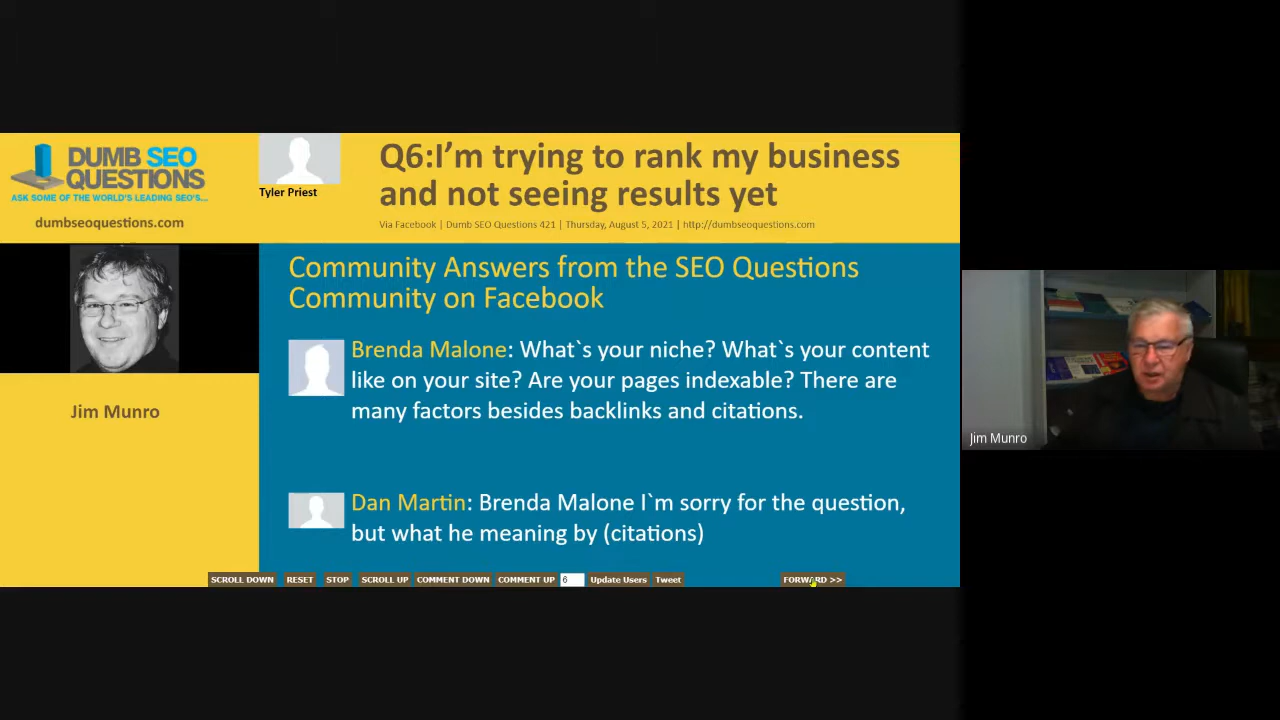 DUMB SEO
QUESTIONS
ASK SOME OF THE WORLD'S LEADING SEO'S...
dumbseoquestions.com
Tyler Priest
Q6:I'm trying to rank my business
and not seeing results yet
Via Facebook | Dumb SEO Questions 421 | Thursday, August 5, 2021 | http://dumbseoquestions.com
Jim Munro
Community Answers from the SEO Questions
Community on Facebook
Brenda Malone: What`s your niche? What`s your content
like on your site? Are your pages indexable? There are
many factors besides backlinks and citations.
Dan Martin: Brenda Malone I`m sorry for the question,
but what he meaning by (citations)
SCROLL DOWN RESET STOP SCROLL UP COMMENT DOWN COMMENT UP 6 Update Users Tweet FORWARD >>
Jim Munro